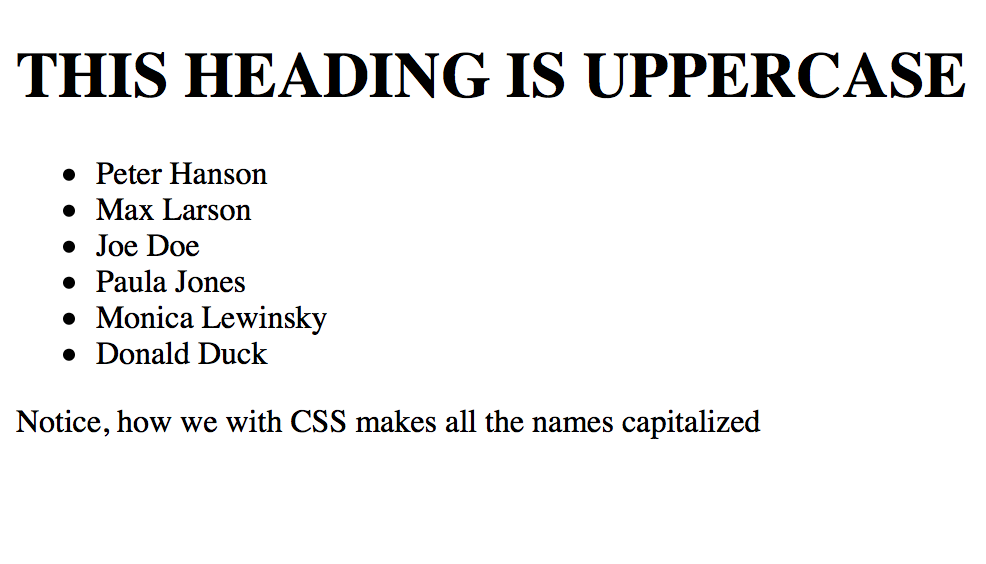 THIS HEADING IS UPPERCASE
• Peter Hanson
• Max Larson
• Joe Doe
• Paula Jones
• Monica Lewinsky
• Donald Duck
Notice, how we with CSS makes all the names capitalized